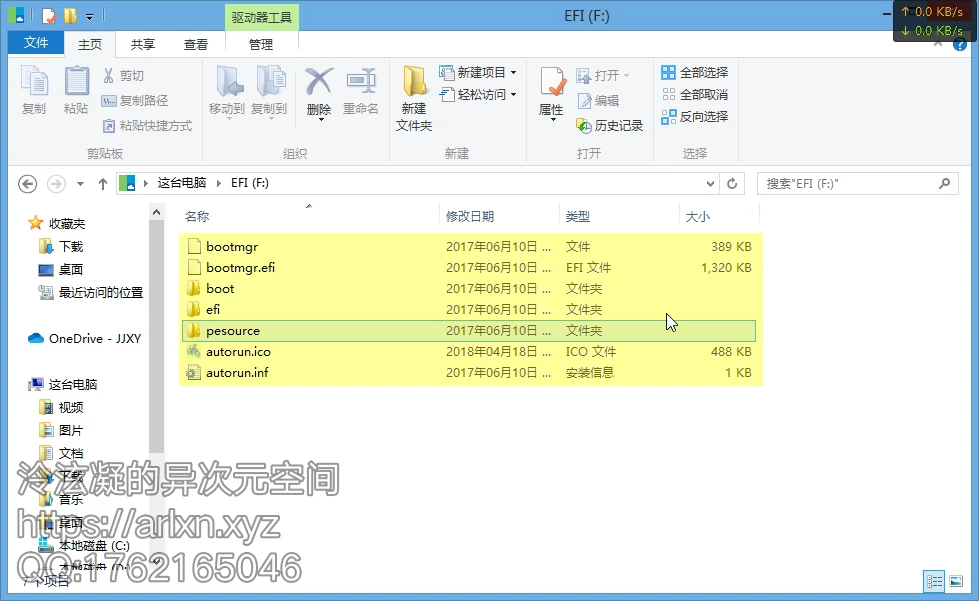 驱动器工具
EFI (F:)
↑ 0.0 KB/s
↓ 0.0 KB/s
文件
主页
共享
查看
管理
复制
粘贴
剪切
复制路径
粘贴快捷方式
剪贴板
移动到
复制到
删除
重命名
组织
新建
文件夹
新建项目
轻松访问
新建
属性
打开
编辑
历史记录
打开
全部选择
全部取消
反向选择
选择
这台电脑
EFI (F:)
搜索"EFI (F:)"
收藏夹
下载
桌面
最近访问的位置
OneDrive - JJXY
这台电脑
视频
图片
文档
下载
音乐
桌面
本地磁盘 (C:)
本地磁盘 (D:)
名称 修改日期 类型 大小
bootmgr 2017年06月10日 ... 文件 389 KB
bootmgr.efi 2017年06月10日 ... EFI 文件 1,320 KB
boot 2017年06月10日 ... 文件夹
efi 2017年06月10日 ... 文件夹
pesource 2017年06月10日 ... 文件夹
autorun.ico 2018年04月18日 ... ICO 文件 488 KB
autorun.inf 2017年06月10日 ... 安装信息 1 KB
泠泫凝的异次元空间
https://arlxn.xyz
QQ:1762165046
7 个项目